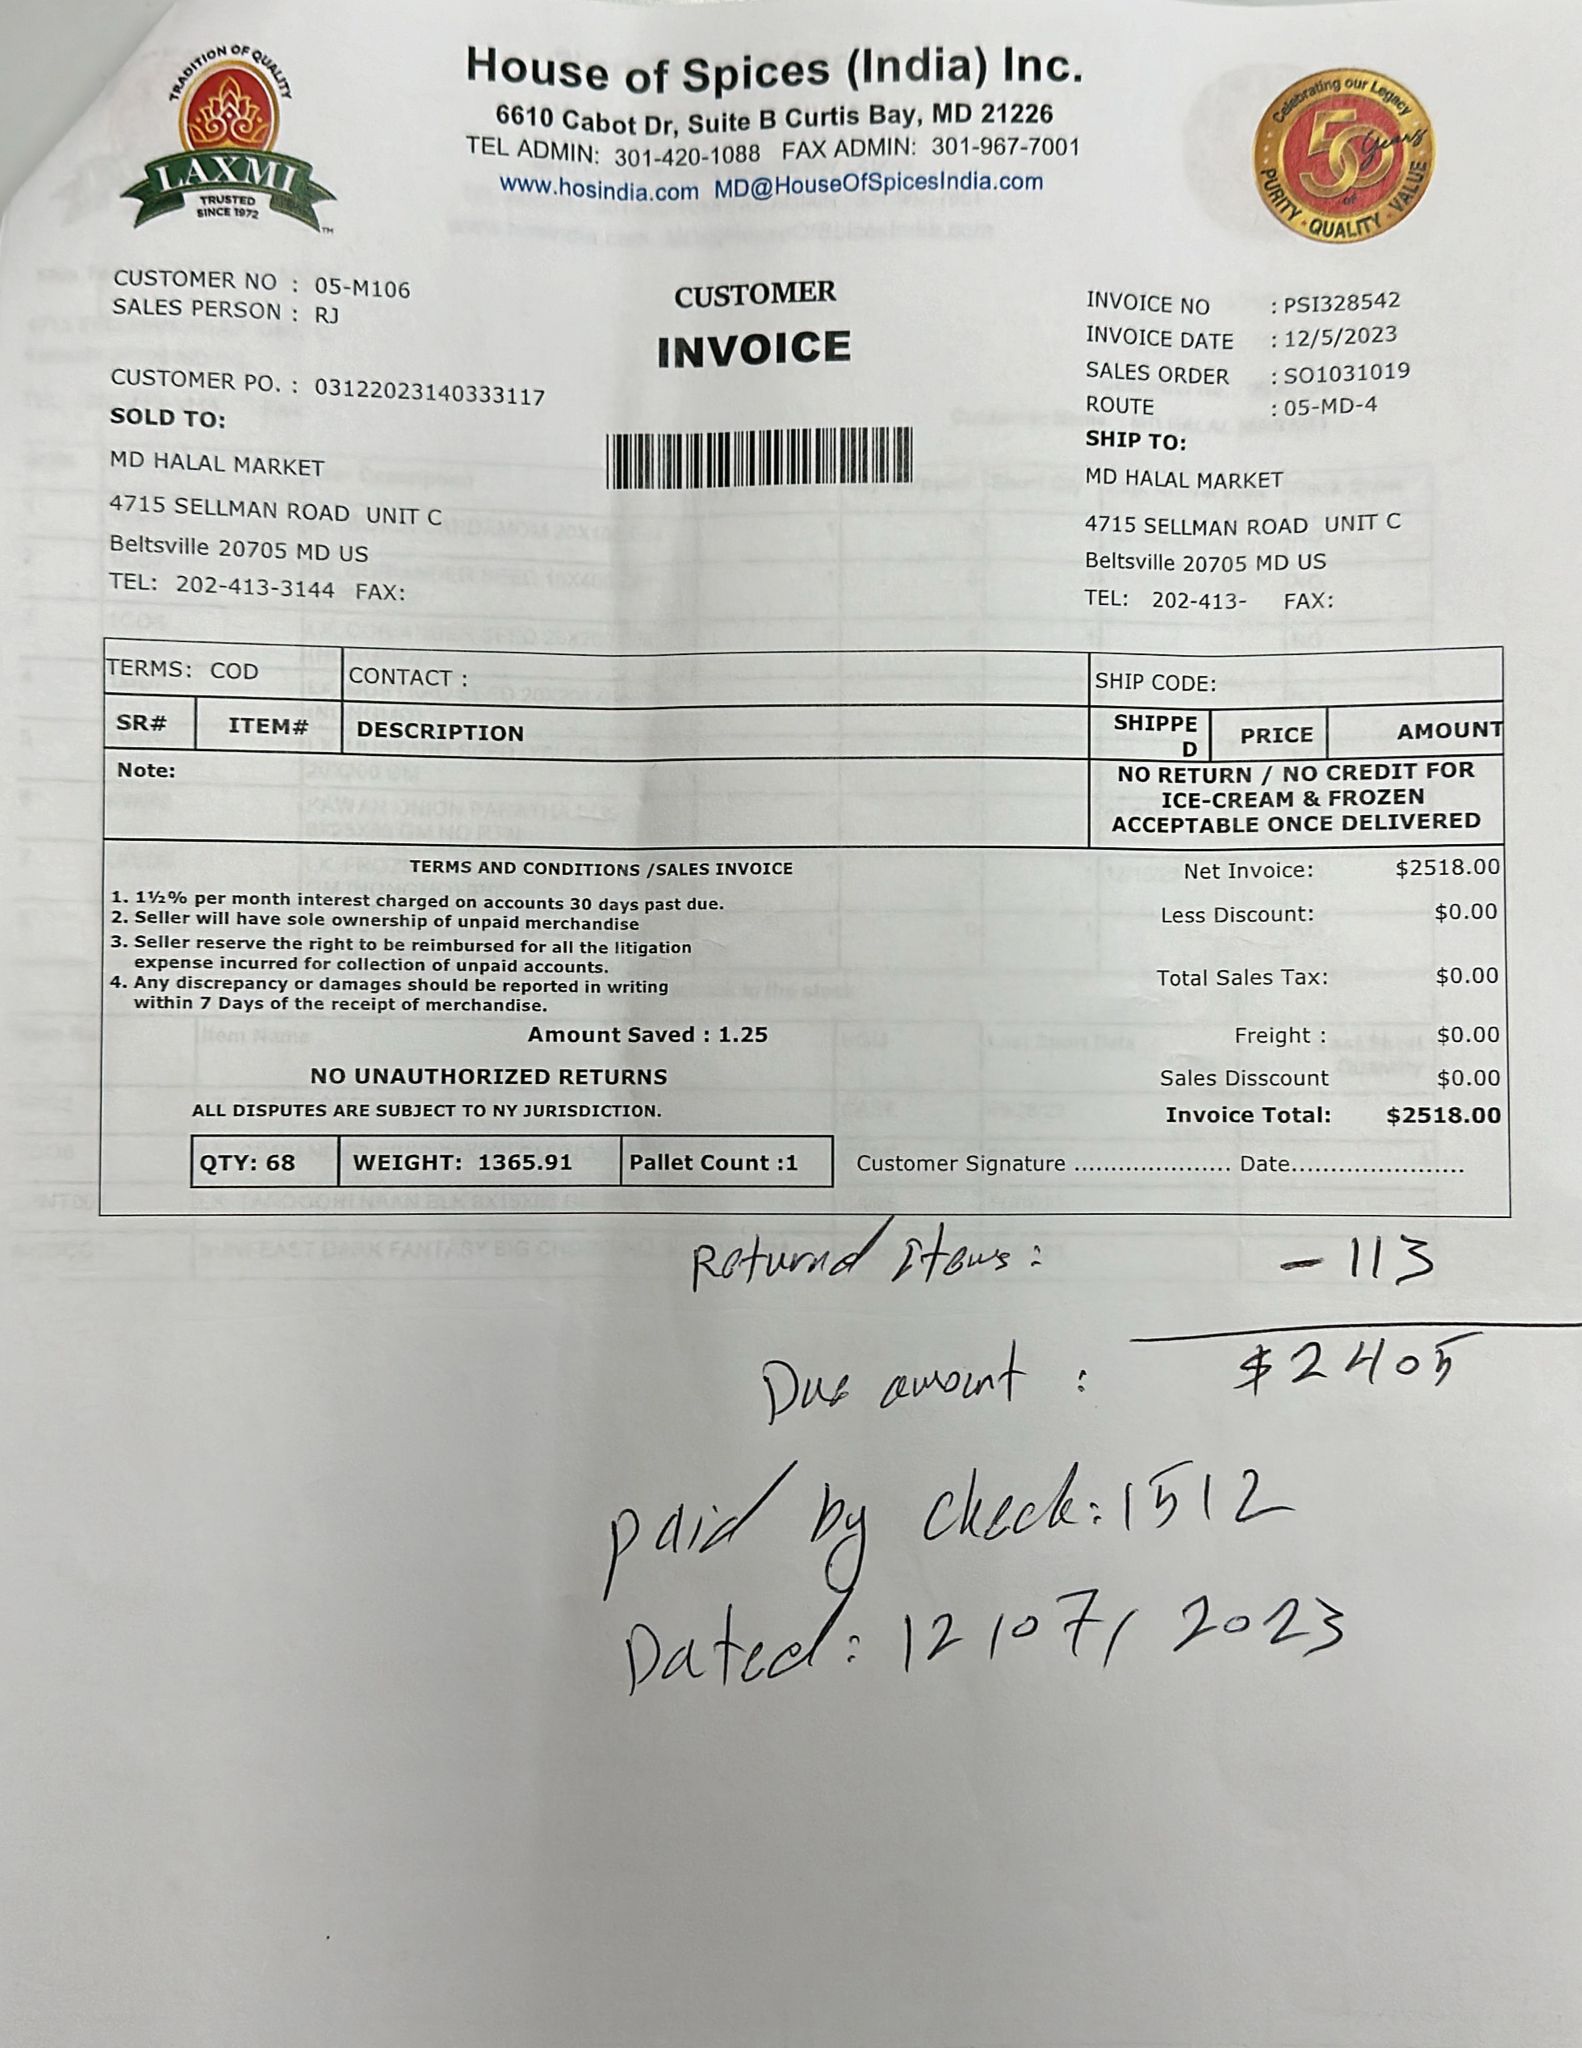 TRADITION OF QUALITY
LAXMI
TRUSTED
SINCE 1972
TM
House of Spices (India) Inc.
6610 Cabot Dr, Suite B Curtis Bay, MD 21226
TEL ADMIN: 301-420-1088 FAX ADMIN: 301-967-7001
www.hosindia.com MD@HouseOfSpicesIndia.com
Celebrating our Legacy
50 Years
OF
PURITY · QUALITY · VALUE
CUSTOMER NO : 05-M106
SALES PERSON : RJ
CUSTOMER PO. : 03122023140333117
CUSTOMER
INVOICE
INVOICE NO : PSI328542
INVOICE DATE : 12/5/2023
SALES ORDER : SO1031019
ROUTE : 05-MD-4
SOLD TO:
MD HALAL MARKET
4715 SELLMAN ROAD UNIT C
Beltsville 20705 MD US
TEL: 202-413-3144 FAX:
SHIP TO:
MD HALAL MARKET
4715 SELLMAN ROAD UNIT C
Beltsville 20705 MD US
TEL: 202-413- FAX:
TERMS: COD CONTACT : SHIP CODE:
SR# ITEM# DESCRIPTION SHIPPE
D PRICE AMOUNT
Note:
NO RETURN / NO CREDIT FOR
ICE-CREAM & FROZEN
ACCEPTABLE ONCE DELIVERED
TERMS AND CONDITIONS /SALES INVOICE
1. 1½% per month interest charged on accounts 30 days past due.
2. Seller will have sole ownership of unpaid merchandise
3. Seller reserve the right to be reimbursed for all the litigation
expense incurred for collection of unpaid accounts.
4. Any discrepancy or damages should be reported in writing
within 7 Days of the receipt of merchandise.
Amount Saved : 1.25
NO UNAUTHORIZED RETURNS
ALL DISPUTES ARE SUBJECT TO NY JURISDICTION.
Net Invoice: $2518.00
Less Discount: $0.00
Total Sales Tax: $0.00
Freight : $0.00
Sales Disscount $0.00
Invoice Total: $2518.00
QTY: 68 WEIGHT: 1365.91 Pallet Count :1
Customer Signature ..................... Date.......................
Returnd Items: - 113
Due amount : $2405
paid by check: 1512
Dated: 12/07/2023